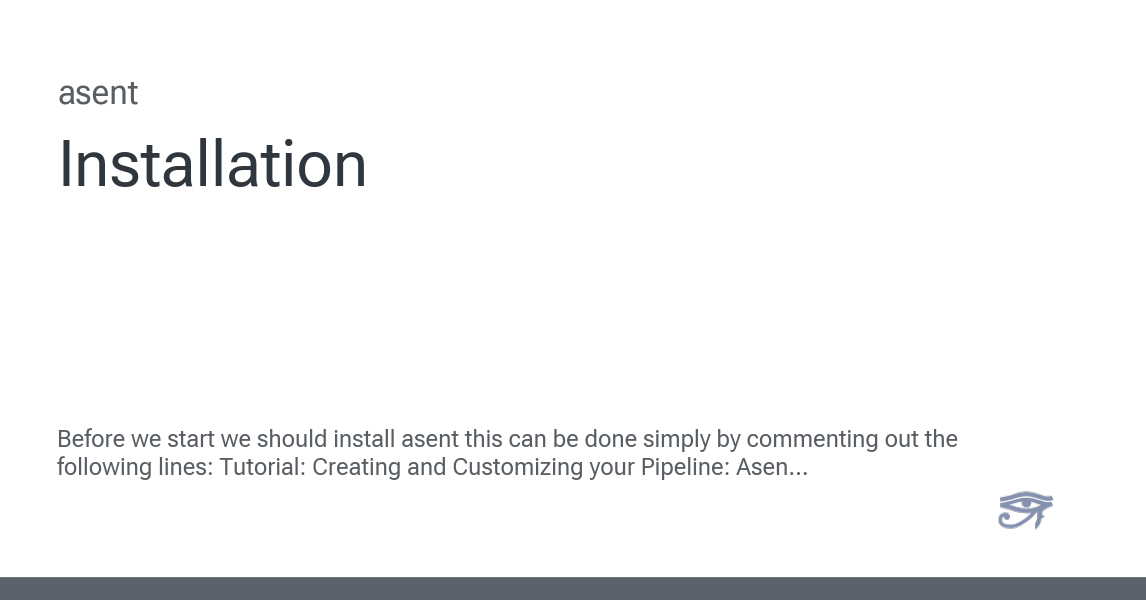 asent
Installation
Before we start we should install asent this can be done simply by commenting out the
following lines: Tutorial: Creating and Customizing your Pipeline: Asen...